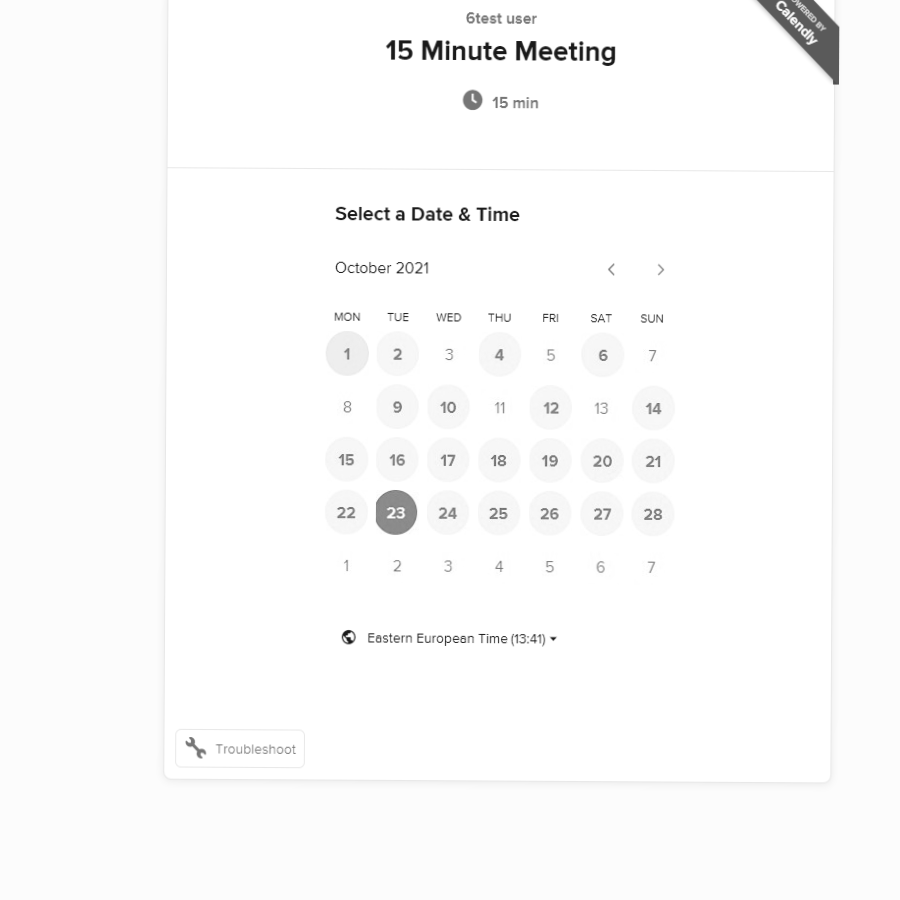 6test user
15 Minute Meeting
POWERED BY
Calendly
15 min
Select a Date & Time
October 2021
MON TUE WED THU FRI SAT SUN
1 2 3 4 5 6 7
8 9 10 11 12 13 14
15 16 17 18 19 20 21
22 23 24 25 26 27 28
1 2 3 4 5 6 7
Eastern European Time (13:41)
Troubleshoot